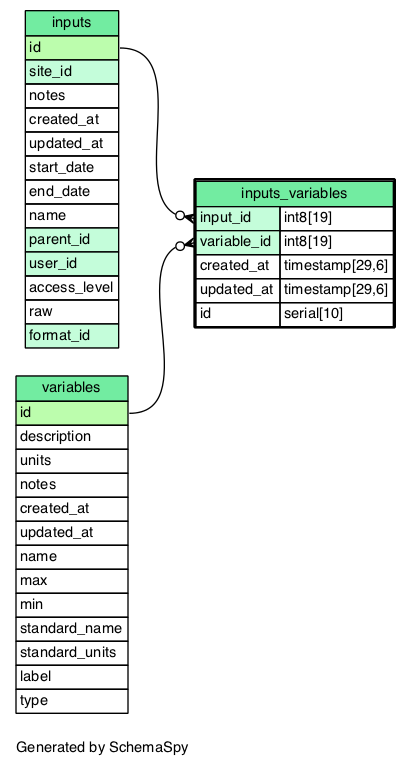 inputs
id
site_id
notes
created_at
updated_at
start_date
end_date
name
parent_id
user_id
access_level
raw
format_id
inputs_variables
input_id int8[19]
variable_id int8[19]
created_at timestamp[29,6]
updated_at timestamp[29,6]
id serial[10]
variables
id
description
units
notes
created_at
updated_at
name
max
min
standard_name
standard_units
label
type
Generated by SchemaSpy